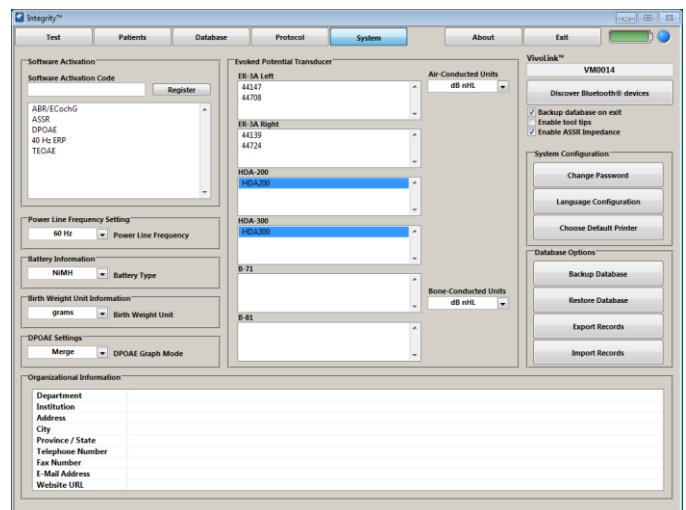 Integrity™
Test Patients Database Protocol System About Exit
Software Activation
Software Activation Code
Register
ABR/ECochG
ASSR
DPOAE
40 Hz ERP
TEOAE
Power Line Frequency Setting
60 Hz Power Line Frequency
Battery Information
NiMH Battery Type
Birth Weight Unit Information
grams Birth Weight Unit
DPOAE Settings
Merge DPOAE Graph Mode
Evoked Potential Transducer
ER-3A Left
44147
44708
ER-3A Right
44139
44724
HDA-200
HDA200
HDA-300
HDA300
B-71
B-81
Air-Conducted Units
dB nHL
Bone-Conducted Units
dB nHL
VivoLink™
VM0014
Discover Bluetooth® devices
Backup database on exit
Enable tool tips
Enable ASSR Impedance
System Configuration
Change Password
Language Configuration
Choose Default Printer
Database Options
Backup Database
Restore Database
Export Records
Import Records
Organizational Information
Department
Institution
Address
City
Province / State
Telephone Number
Fax Number
E-Mail Address
Website URL